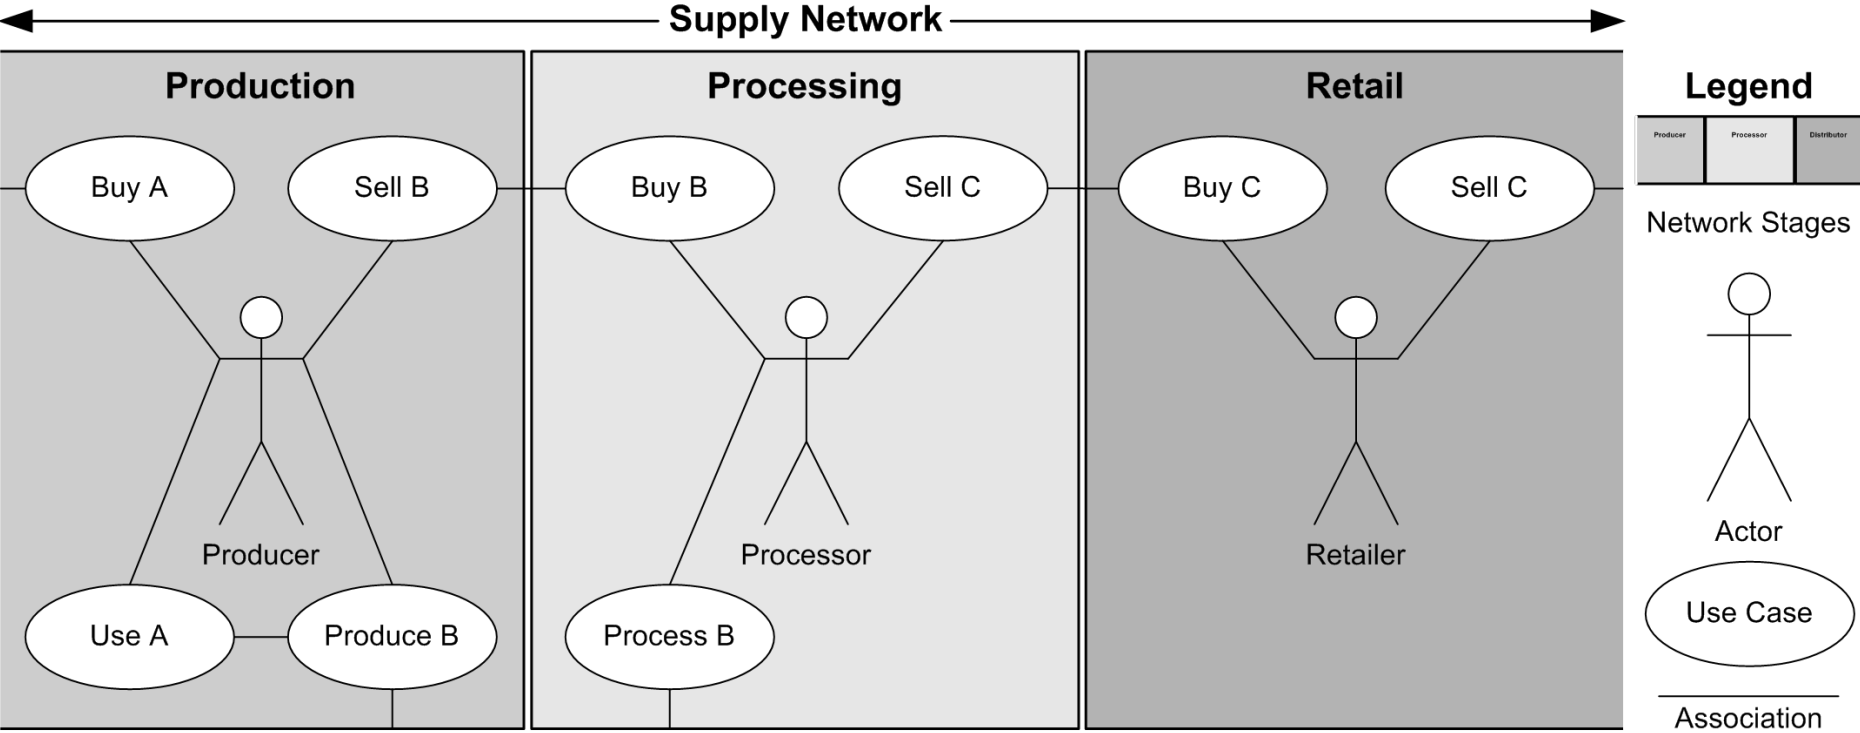 Supply Network
Production
Processing
Retail
Legend
Producer
Processor
Distributor
Buy A
Sell B
Buy B
Sell C
Buy C
Sell C
Network Stages
Producer
Processor
Retailer
Actor
Use A
Produce B
Process B
Use Case
Association